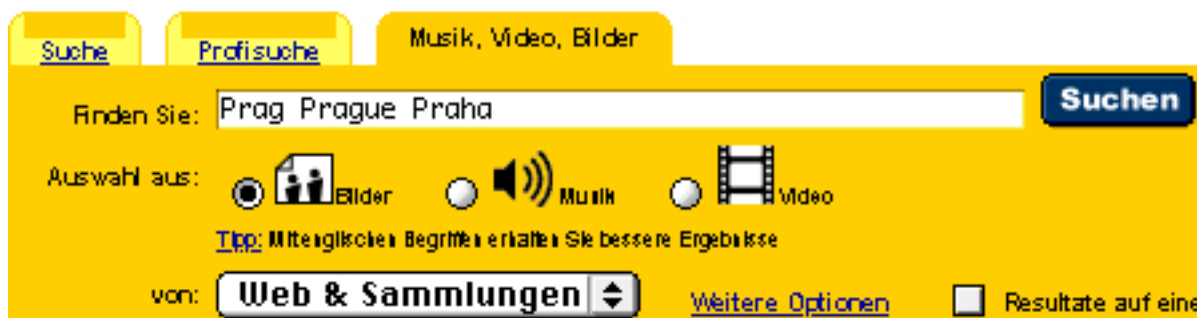 Suche Profisuche Musik, Video, Bilder
Finden Sie: Prag Prague Praha Suchen
Auswahl aus: Bilder Musik Video
Tipp: Mit englischen Begriffen erhalten Sie bessere Ergebnisse
von: Web & Sammlungen Weitere Optionen Resultate auf eine